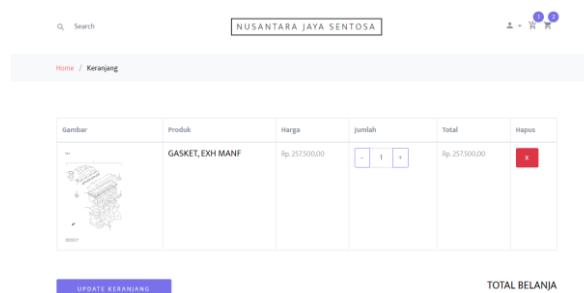 Search
NUSANTARA JAYA SENTOSA
1 2
Home / Keranjang
Gambar Produk Harga Jumlah Total Hapus
GASKET, EXH MANF Rp. 257.500,00 - 1 + Rp. 257.500,00 X
UPDATE KERANJANG
TOTAL BELANJA